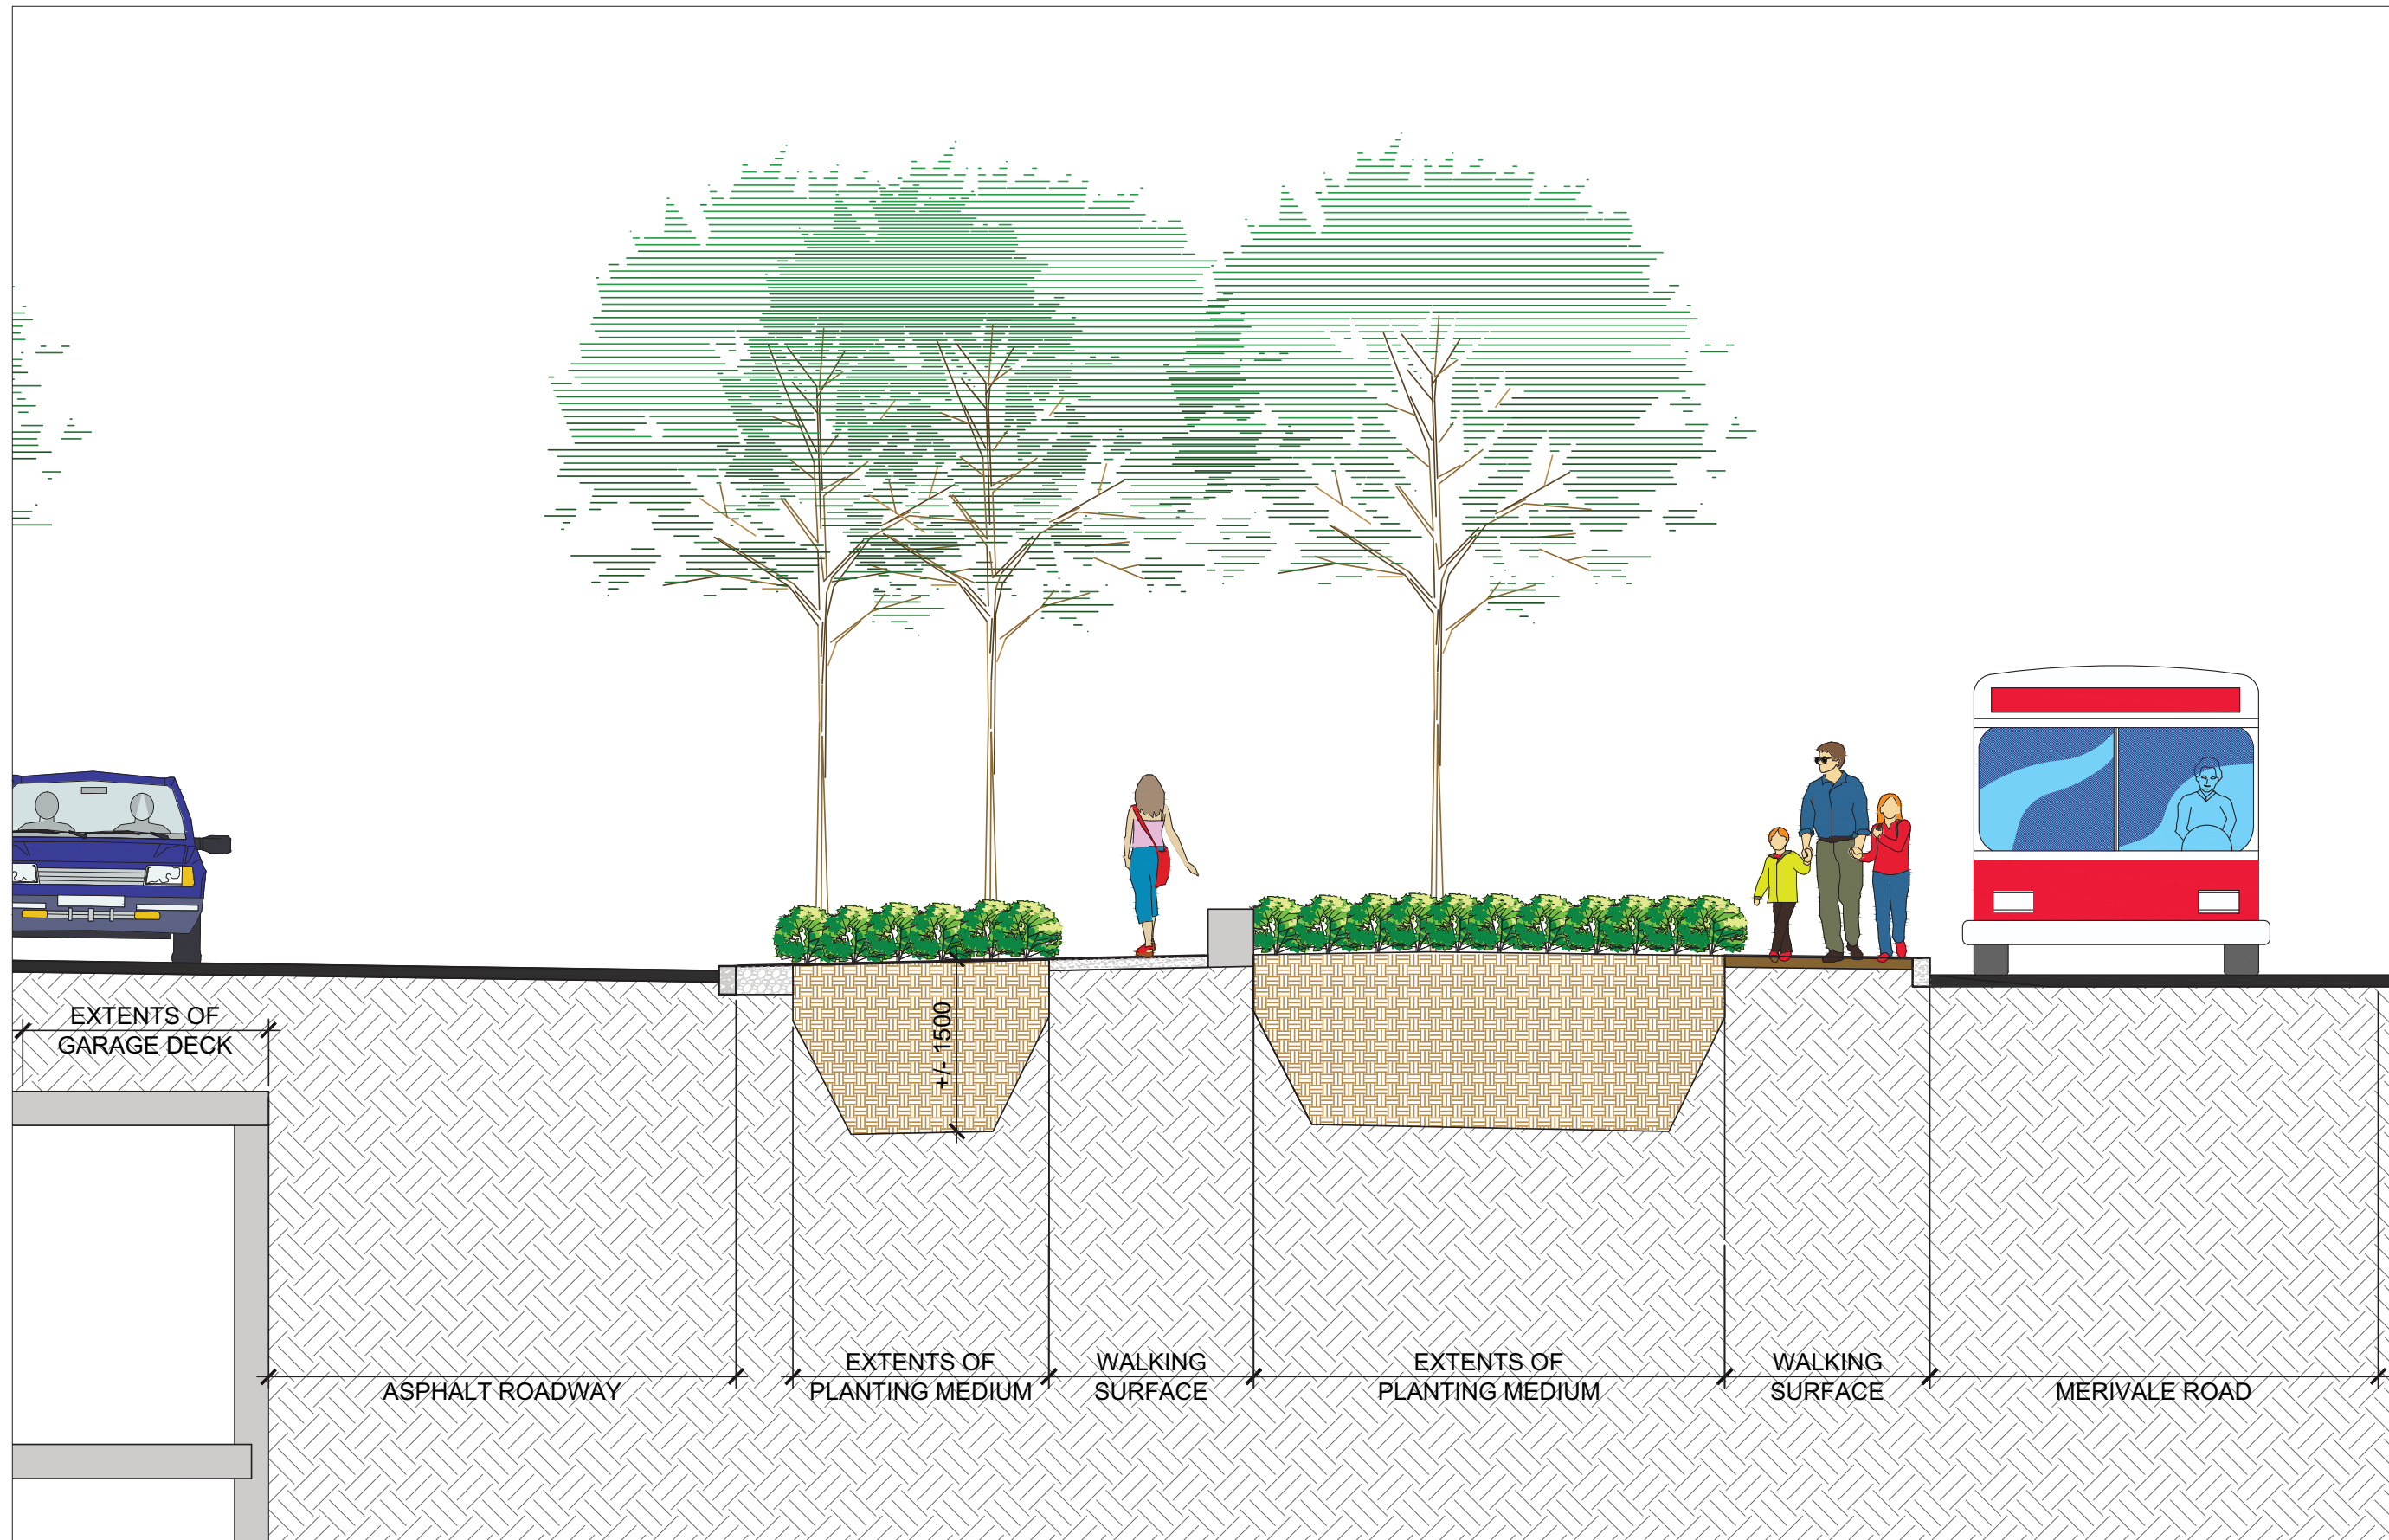 EXTENTS OF
GARAGE DECK
+/- 1500
ASPHALT ROADWAY
EXTENTS OF
PLANTING MEDIUM
WALKING
SURFACE
EXTENTS OF
PLANTING MEDIUM
WALKING
SURFACE
MERIVALE ROAD